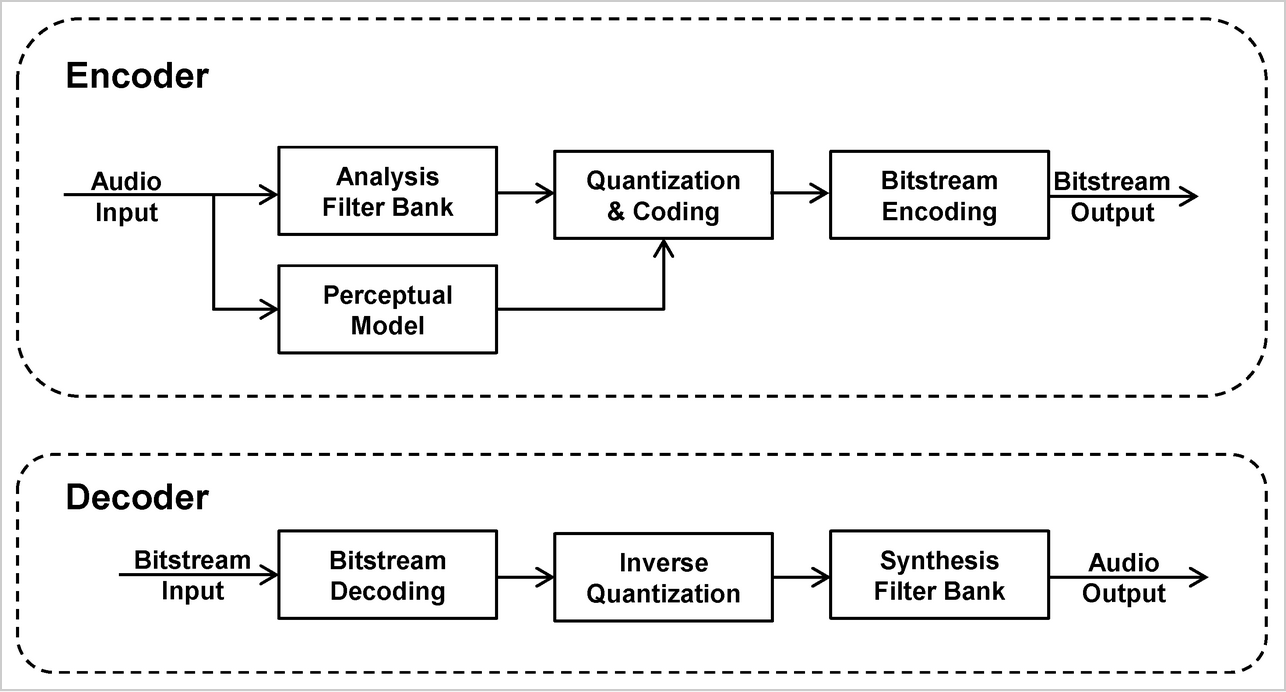 Encoder
Audio
Input
Analysis
Filter Bank
Quantization
& Coding
Bitstream
Encoding
Bitstream
Output
Perceptual
Model
Decoder
Bitstream
Input
Bitstream
Decoding
Inverse
Quantization
Synthesis
Filter Bank
Audio
Output